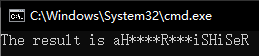 C:\Windows\System32\cmd.exe
The result is aH****R***iSHiSeR